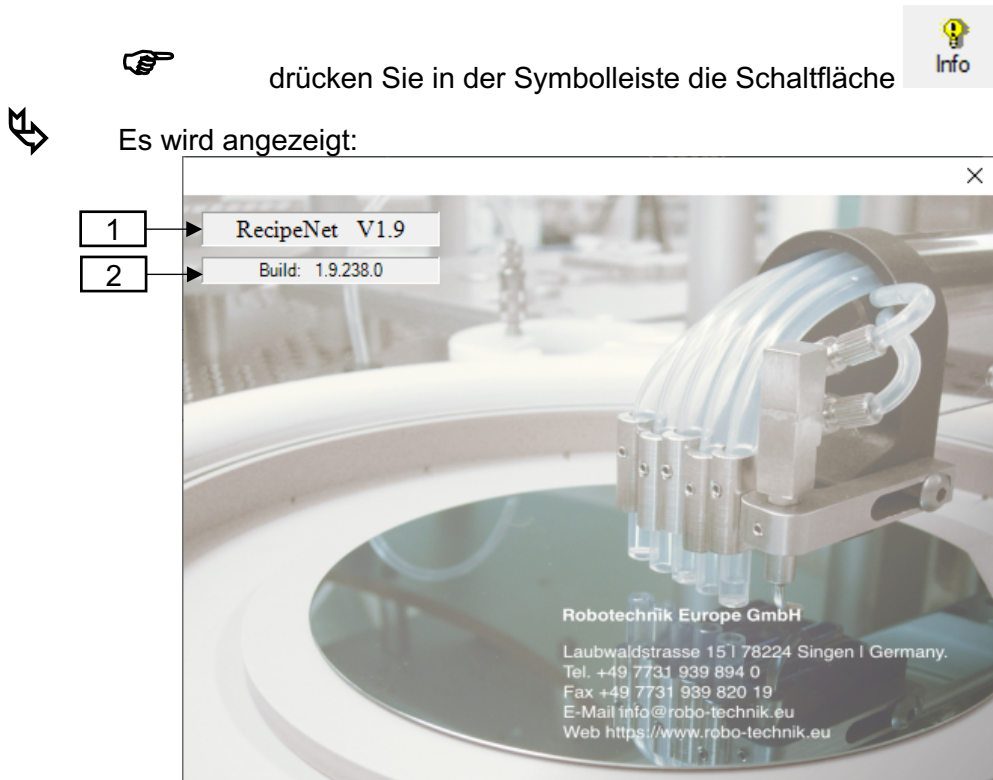 Info
drücken Sie in der Symbolleiste die Schaltfläche
Es wird angezeigt:
1
RecipeNet V1.9
2
Build: 1.9.238.0
Robotechnik Europe GmbH
Laubwaldstrasse 15 | 78224 Singen | Germany.
Tel. +49 7731 939 894 0
Fax +49 7731 939 820 19
E-Mail info@robo-technik.eu
Web https://www.robo-technik.eu